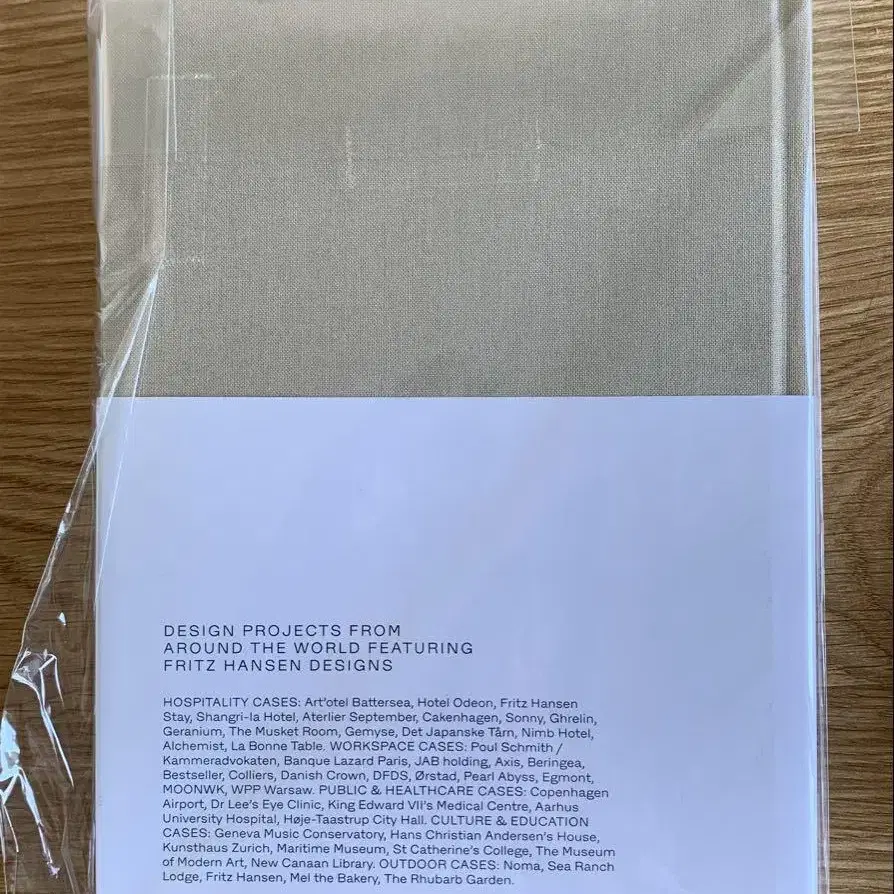 DESIGN PROJECTS FROM
AROUND THE WORLD FEATURING
FRITZ HANSEN DESIGNS
HOSPITALITY CASES: Art'otel Battersea, Hotel Odeon, Fritz Hansen
Stay, Shangri-la Hotel, Aterlier September, Cakenhagen, Sonny, Ghrelin,
Geranium, The Musket Room, Gemyse, Det Japanske Tårn, Nimb Hotel,
Alchemist, La Bonne Table. WORKSPACE CASES: Poul Schmith /
Kammeradvokaten, Banque Lazard Paris, JAB holding, Axis, Beringea,
Bestseller, Colliers, Danish Crown, DFDS, Ørstad, Pearl Abyss, Egmont,
MOONWK, WPP Warsaw. PUBLIC & HEALTHCARE CASES: Copenhagen
Airport, Dr Lee's Eye Clinic, King Edward VII's Medical Centre, Aarhus
University Hospital, Høje-Taastrup City Hall. CULTURE & EDUCATION
CASES: Geneva Music Conservatory, Hans Christian Andersen's House,
Kunsthaus Zurich, Maritime Museum, St Catherine's College, The Museum
of Modern Art, New Canaan Library. OUTDOOR CASES: Noma, Sea Ranch
Lodge, Fritz Hansen, Mel the Bakery, The Rhubarb Garden.